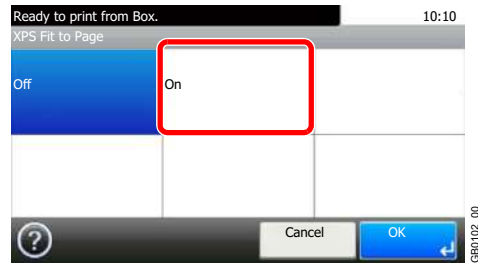 Ready to print from Box. 10:10
XPS Fit to Page
Off On
? Cancel OK
GB0102_00